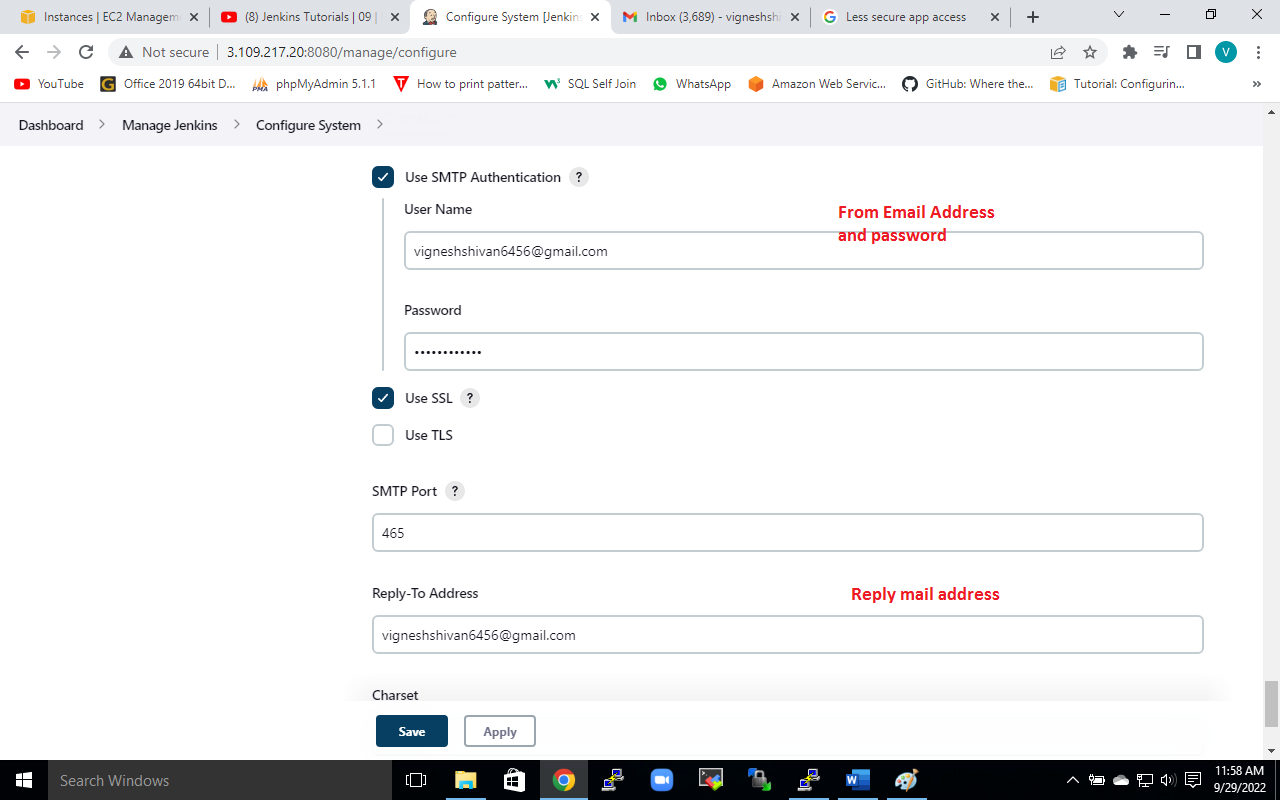 Instances | EC2 Managem
(8) Jenkins Tutorials | 09 |
Configure System [Jenkin
Inbox (3,689) - vigneshshi
Less secure app access
Not secure
3.109.217.20:8080/manage/configure
V
YouTube
Office 2019 64bit D...
phpMyAdmin 5.1.1
How to print patter...
SQL Self Join
WhatsApp
Amazon Web Servic...
GitHub: Where the...
Tutorial: Configurin...
»
Dashboard > Manage Jenkins > Configure System >
Use SMTP Authentication ?
User Name
From Email Address
and password
vigneshshivan6456@gmail.com
Password
••••••••••••
Use SSL ?
Use TLS
SMTP Port ?
465
Reply-To Address
Reply mail address
vigneshshivan6456@gmail.com
Charset
Save
Apply
Search Windows
11:58 AM
9/29/2022